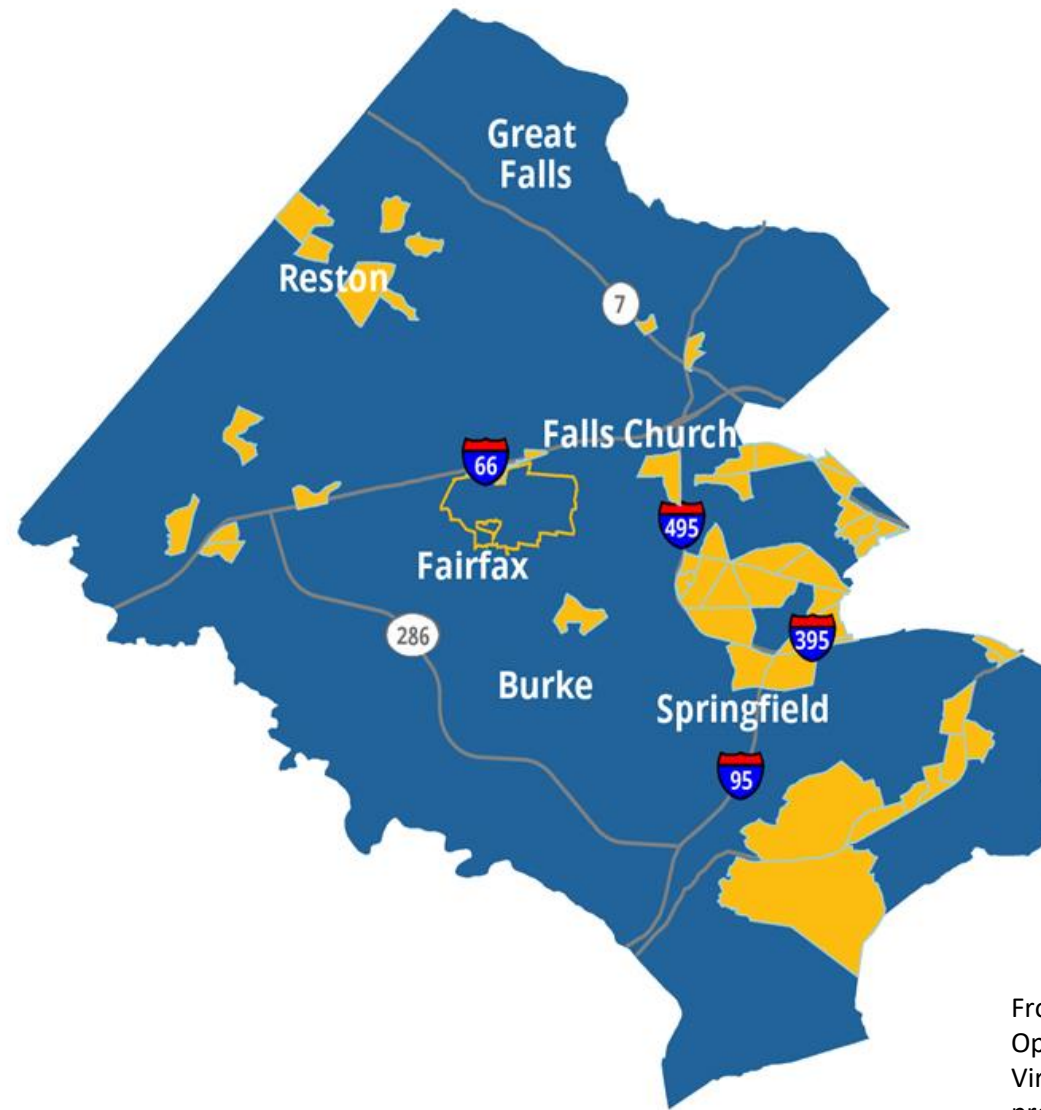 Great
Falls
Reston
7
Falls Church
66
495
Fairfax
286
395
Burke
Springfield
95